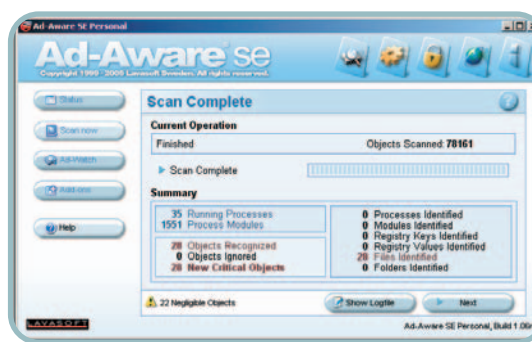 Ad-Aware SE Personal
Ad-Aware SE
Copyright 1999 - 2005 Lavasoft Sweden. All rights reserved.
Status
Scan now
Ad-Watch
Add-ons
Help
Scan Complete
Current Operation
Finished Objects Scanned: 78161
Scan Complete
Summary
35 Running Processes
1551 Process Modules
28 Objects Recognized
0 Objects Ignored
28 New Critical Objects
0 Processes Identified
0 Modules Identified
0 Registry Keys Identified
0 Registry Values Identified
28 Files Identified
0 Folders Identified
22 Negligible Objects
Show Logfile
Next
LAVASOFT
Ad-Aware SE Personal, Build 1.06